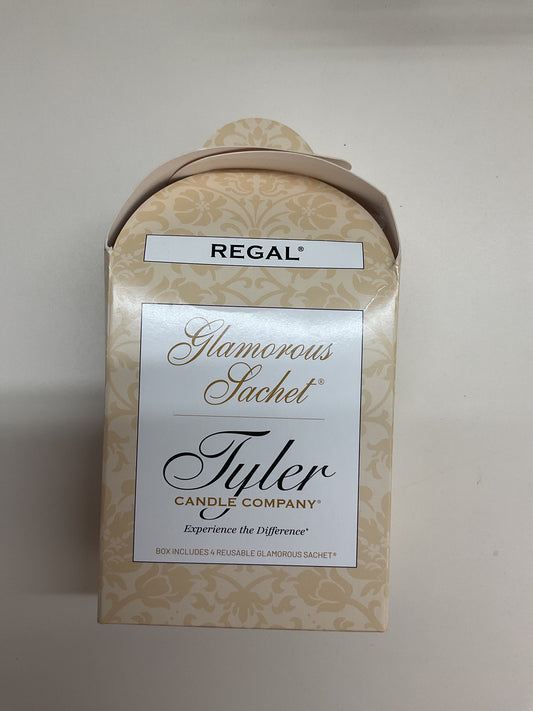 REGAL®
Glamorous
Sachet®
Tyler
CANDLE COMPANY®
Experience the Difference®
BOX INCLUDES 4 REUSABLE GLAMOROUS SACHET®